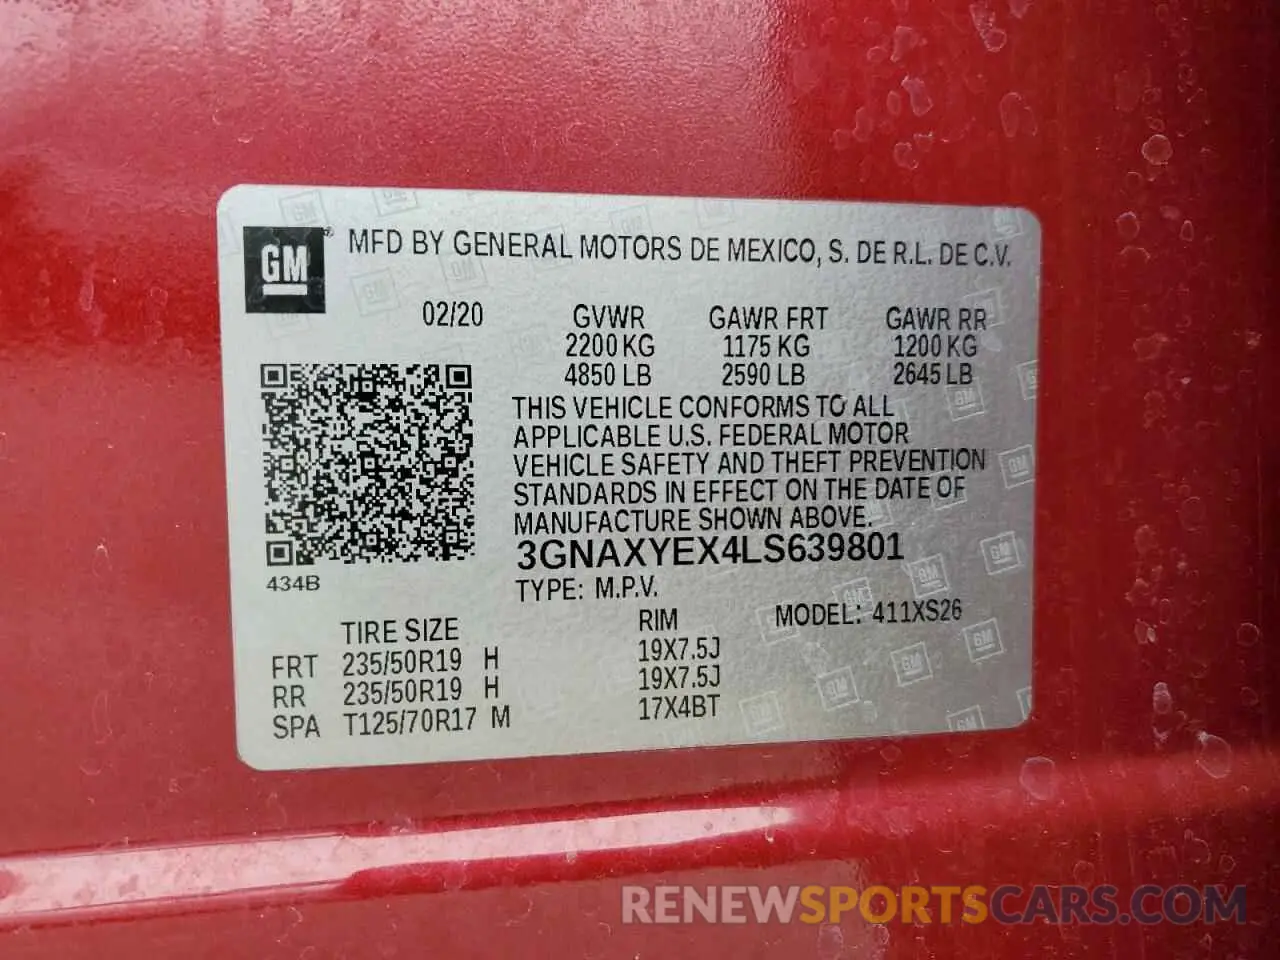 GM® MFD BY GENERAL MOTORS DE MEXICO, S. DE R.L. DE C.V.
02/20 GVWR GAWR FRT GAWR RR
2200 KG 1175 KG 1200 KG
4850 LB 2590 LB 2645 LB
THIS VEHICLE CONFORMS TO ALL
APPLICABLE U.S. FEDERAL MOTOR
VEHICLE SAFETY AND THEFT PREVENTION
STANDARDS IN EFFECT ON THE DATE OF
MANUFACTURE SHOWN ABOVE.
3GNAXYEX4LS639801
434B
TYPE: M.P.V.
TIRE SIZE RIM MODEL: 411XS26
FRT 235/50R19 H 19X7.5J
RR 235/50R19 H 19X7.5J
SPA T125/70R17 M 17X4BT
RENEWSPORTSCARS.COM